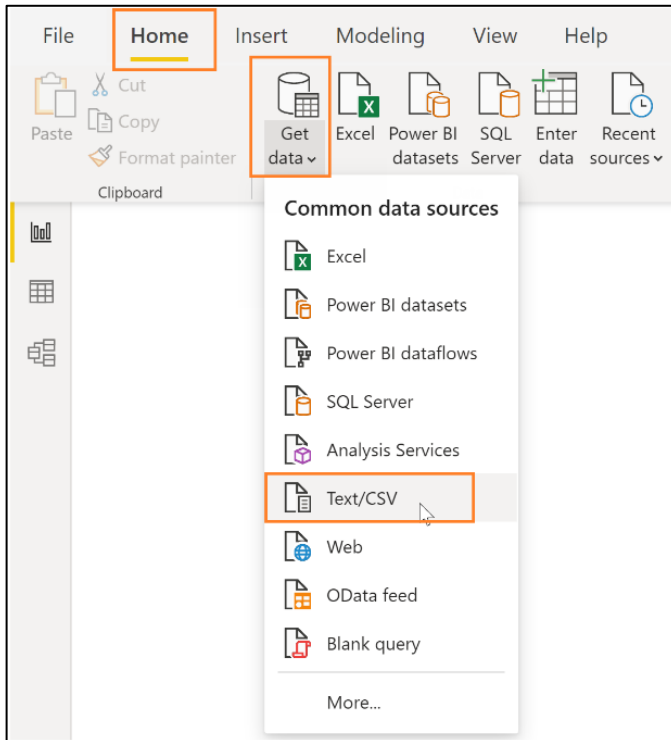 File Home Insert Modeling View Help
Paste
Cut
Copy
Format painter
Clipboard
Get
data
Excel
Power BI
datasets
SQL
Server
Enter
data
Recent
sources
Common data sources
Excel
Power BI datasets
Power BI dataflows
SQL Server
Analysis Services
Text/CSV
Web
OData feed
Blank query
More...